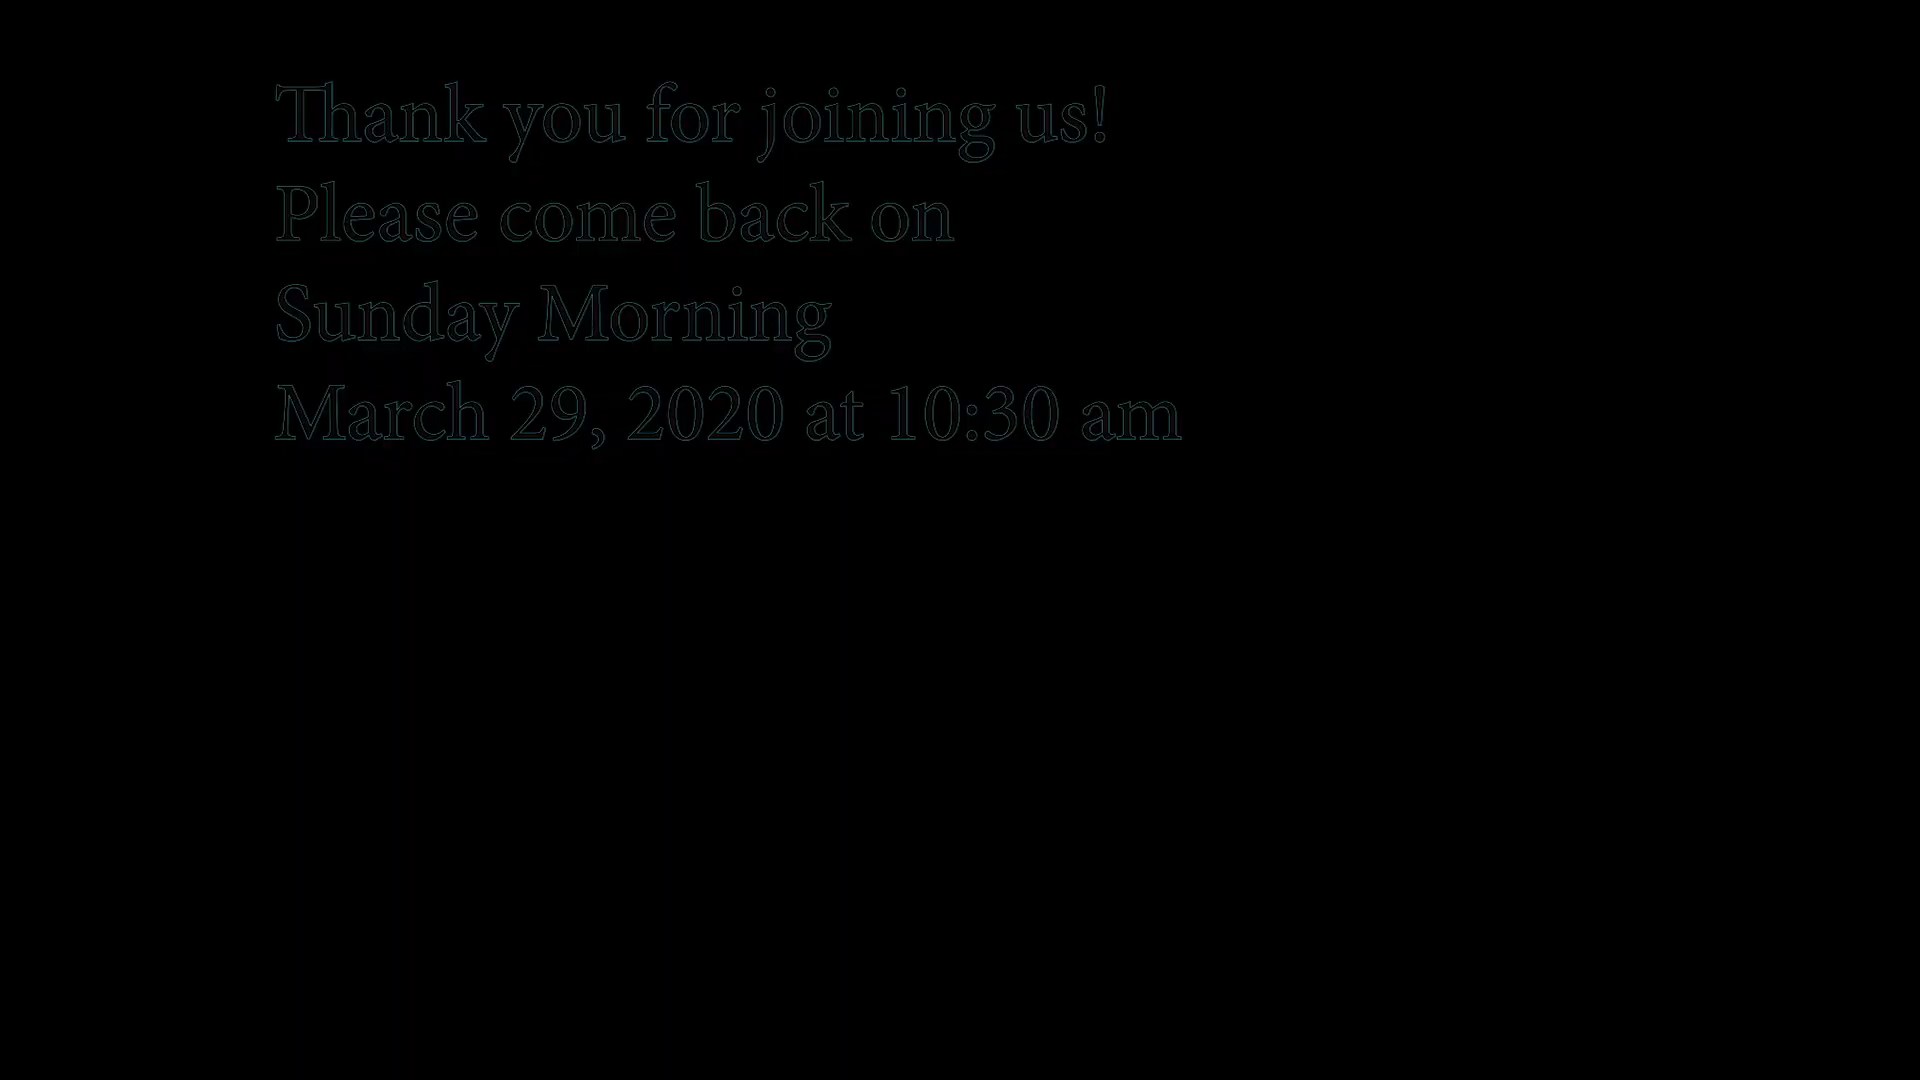 Thank you for joining us!
Please come back on
Sunday Morning
March 29, 2020 at 10:30 am